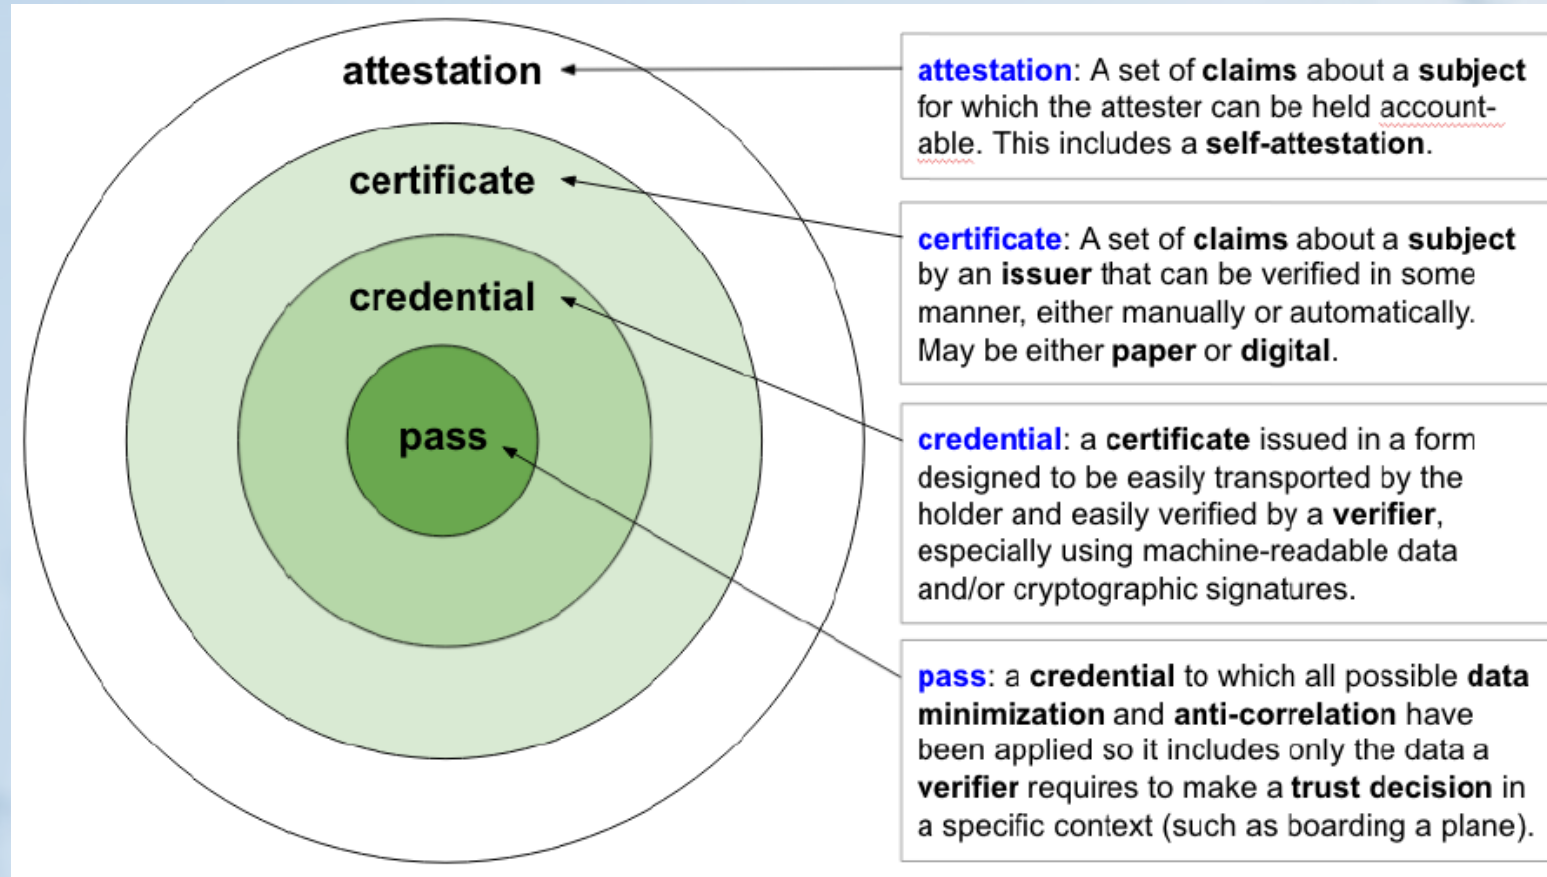 attestation
certificate
credential
pass
attestation: A set of claims about a subject
for which the attester can be held account-
able. This includes a self-attestation.
certificate: A set of claims about a subject
by an issuer that can be verified in some
manner, either manually or automatically.
May be either paper or digital.
credential: a certificate issued in a form
designed to be easily transported by the
holder and easily verified by a verifier,
especially using machine-readable data
and/or cryptographic signatures.
pass: a credential to which all possible data
minimization and anti-correlation have
been applied so it includes only the data a
verifier requires to make a trust decision in
a specific context (such as boarding a plane).